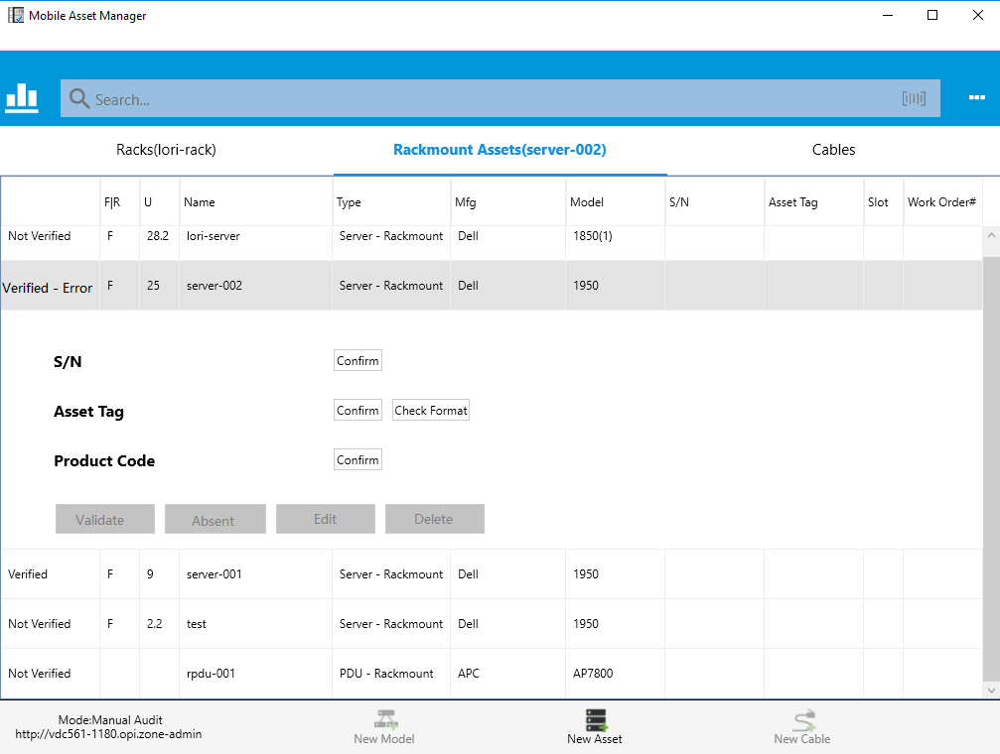 Mobile Asset Manager
Search...
Racks(lori-rack) Rackmount Assets(server-002) Cables
F|R U Name Type Mfg Model S/N Asset Tag Slot Work Order#
Not Verified F 28.2 lori-server Server - Rackmount Dell 1850(1)
Verified - Error F 25 server-002 Server - Rackmount Dell 1950
S/N Confirm
Asset Tag Confirm Check Format
Product Code Confirm
Validate Absent Edit Delete
Verified F 9 server-001 Server - Rackmount Dell 1950
Not Verified F 2.2 test Server - Rackmount Dell 1950
Not Verified rpdu-001 PDU - Rackmount APC AP7800
Mode:Manual Audit
http://vdc561-1180.opi.zone-admin
New Model New Asset New Cable